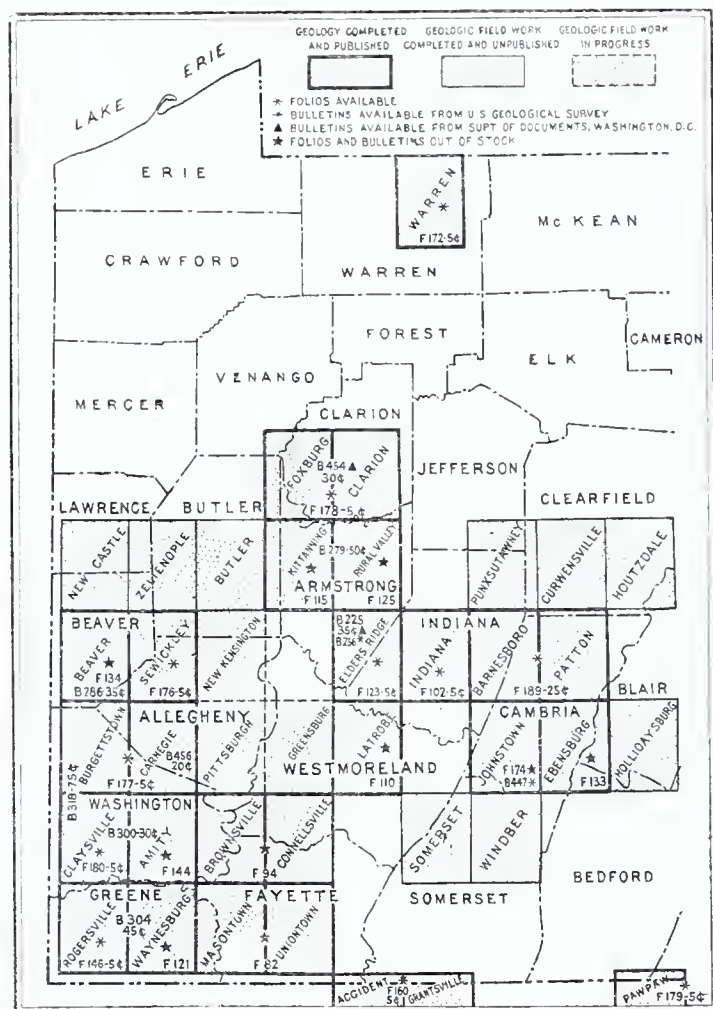 GEOLOGY COMPLETED AND PUBLISHED
GEOLOGIC FIELD WORK COMPLETED AND UNPUBLISHED
GEOLOGIC FIELD WORK IN PROGRESS
* FOLIOS AVAILABLE
BULLETINS AVAILABLE FROM U S GEOLOGICAL SURVEY
▲ BULLETINS AVAILABLE FROM SUPT OF DOCUMENTS, WASHINGTON, D.C.
★ FOLIOS AND BULLETINS OUT OF STOCK
LAKE ERIE
ERIE
WARREN
*
F172-5¢
McKEAN
CRAWFORD
WARREN
FOREST
CAMERON
ELK
VENANGO
MERCER
CLARION
FOXBURG
B454▲
30¢
CLARION
*
F178-5¢
JEFFERSON
LAWRENCE
BUTLER
CLEARFIELD
NEW CASTLE
ZELIENOPLE
BUTLER
KITTANNING
★
B279-50¢
RURAL VALLEY
★
ARMSTRONG
F115
F125
PUNXSUTAWNEY
CURWENSVILLE
HOUTZDALE
BEAVER
BEAVER
★
F134
B286-35¢
SEWICKLEY
*
F176-5¢
NEW KENSINGTON
B225
35¢▲
B256*
ELDERS RIDGE
*
F123-5¢
INDIANA
INDIANA
*
F102-5¢
BARNESBORO
*
PATTON
F189-25¢
BLAIR
ALLEGHENY
B318-75¢
BURGETTSTOWN
*
F177-5¢
CARNEGIE
B456
20¢
PITTSBURGH
GREENSBURG
LATROBE
★
WESTMORELAND
F110
CAMBRIA
JOHNSTOWN
F174★
B447*
EBENSBURG
★
F133
HOLLIDAYSBURG
WASHINGTON
CLAYSVILLE
*
F180-5¢
B300-30¢
AMITY
★
F144
BROWNSVILLE
★
F94
CONNELLSVILLE
SOMERSET
WINDBER
BEDFORD
GREENE
B304
45¢
ROGERSVILLE
*
F146-5¢
WAYNESBURG
★
F121
FAYETTE
MASONTOWN
*
F82
UNIONTOWN
SOMERSET
ACCIDENT
*
F160
5¢
GRANTSVILLE
PAWPAW
*
F179-5¢